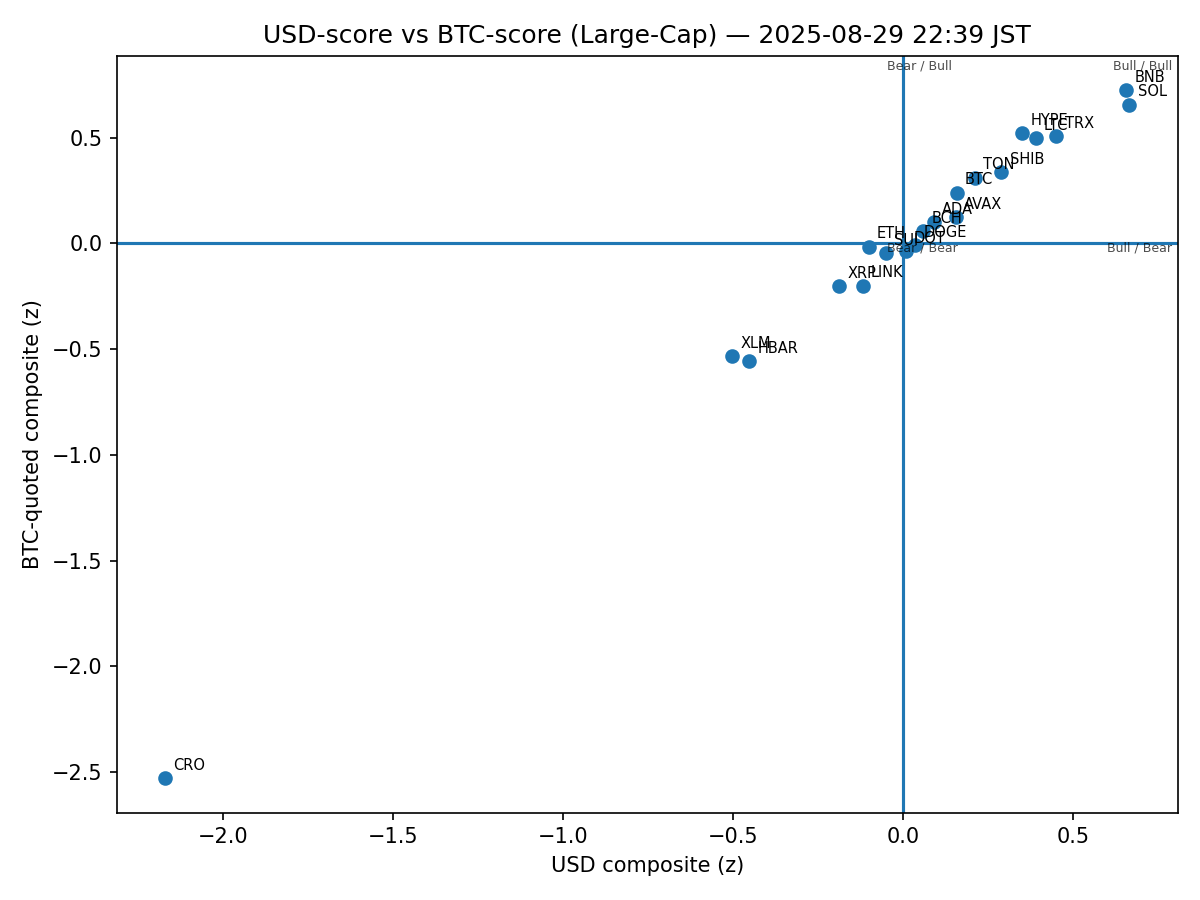 USD-score vs BTC-score (Large-Cap) — 2025-08-29 22:39 JST
Bear / Bull
Bull / Bull
BNB
SOL
HYPE
LTC
TRX
TON
SHIB
BTC
ADA
AVAX
BCH
DOGE
ETH
SUI
DOT
Bear / Bear
Bull / Bear
XRP
LINK
XLM
HBAR
CRO
0.5
0.0
−0.5
−1.0
−1.5
−2.0
−2.5
BTC-quoted composite (z)
−2.0
−1.5
−1.0
−0.5
0.0
0.5
USD composite (z)